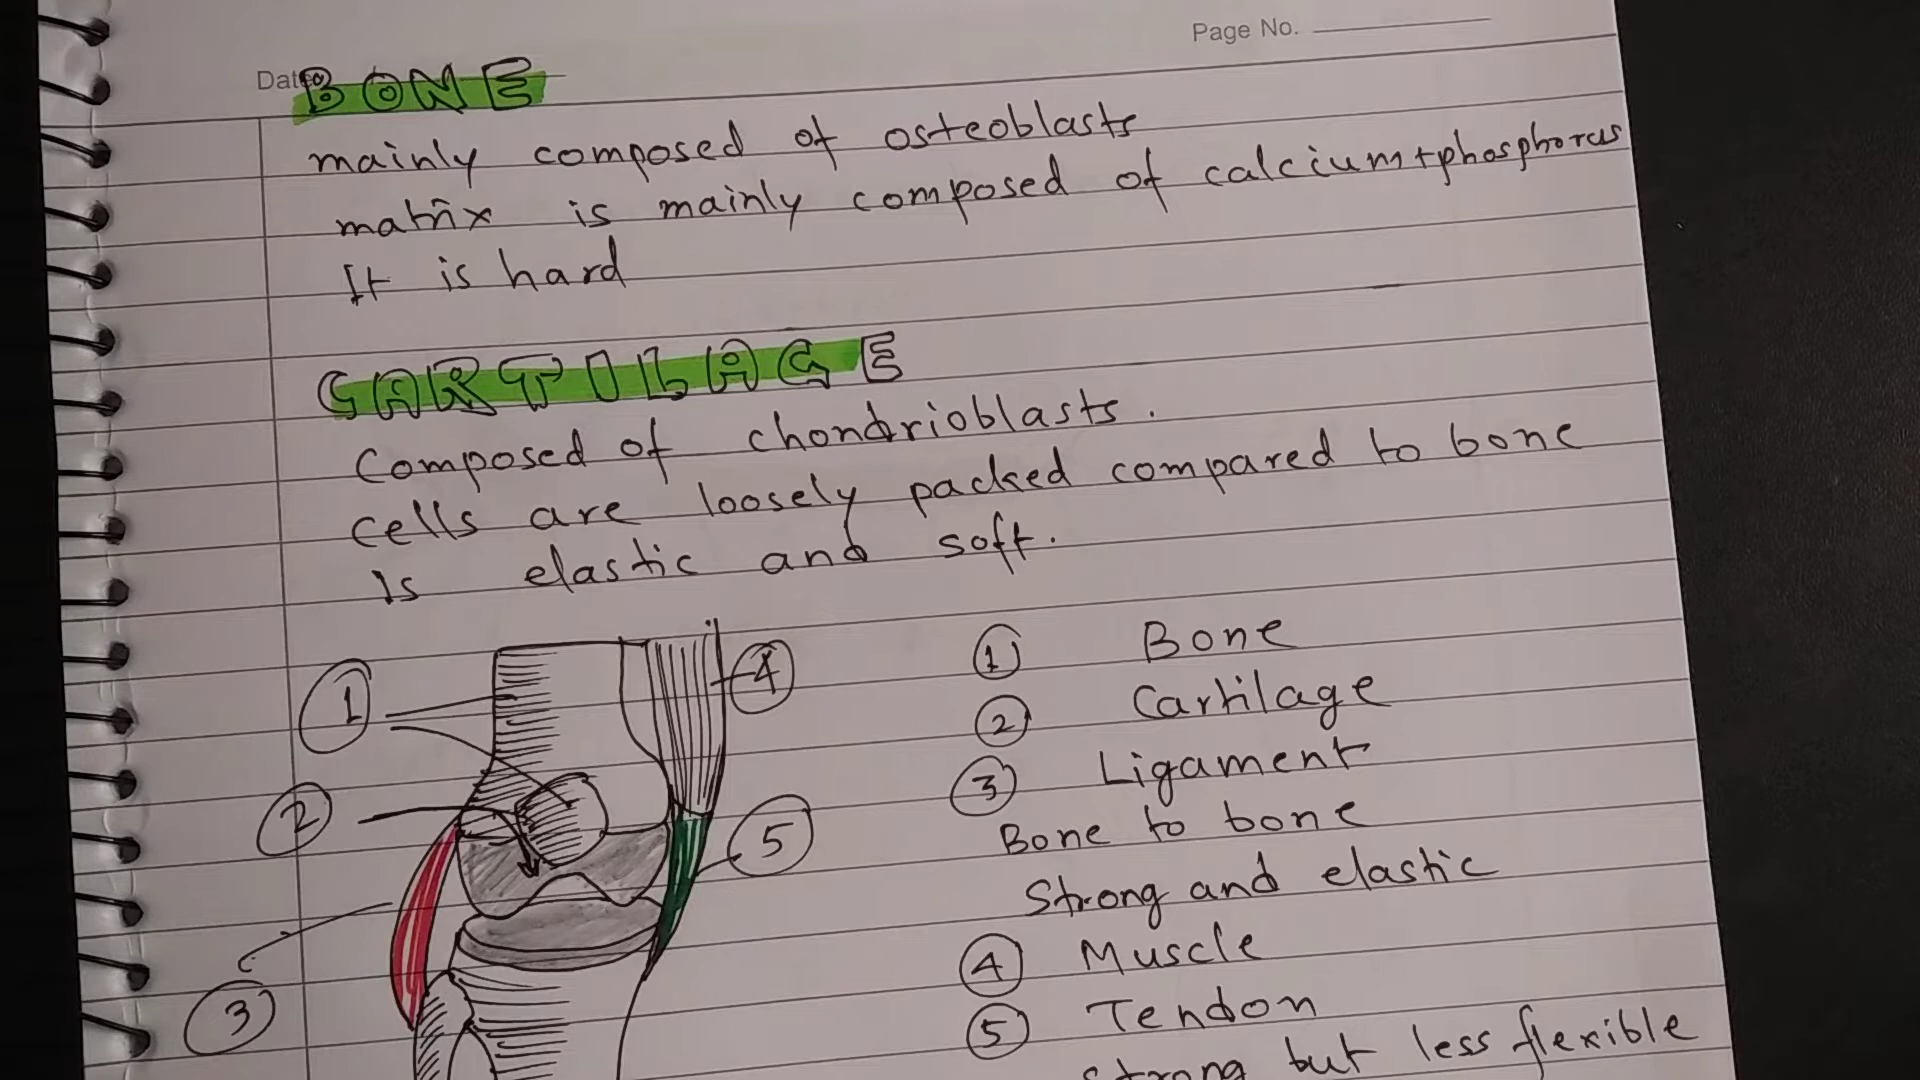 Page No.
Date
BONE
mainly composed of osteoblasts
matrix is mainly composed of calcium+phosphorus
It is hard
CARTILAGE
Composed of chondrioblasts.
cells are loosely packed compared to bone
Is elastic and soft.
1 Bone
2 Cartilage
3 Ligament
Bone to bone
Strong and elastic
4 Muscle
5 Tendon
strong but less flexible
1
4
2
5
3